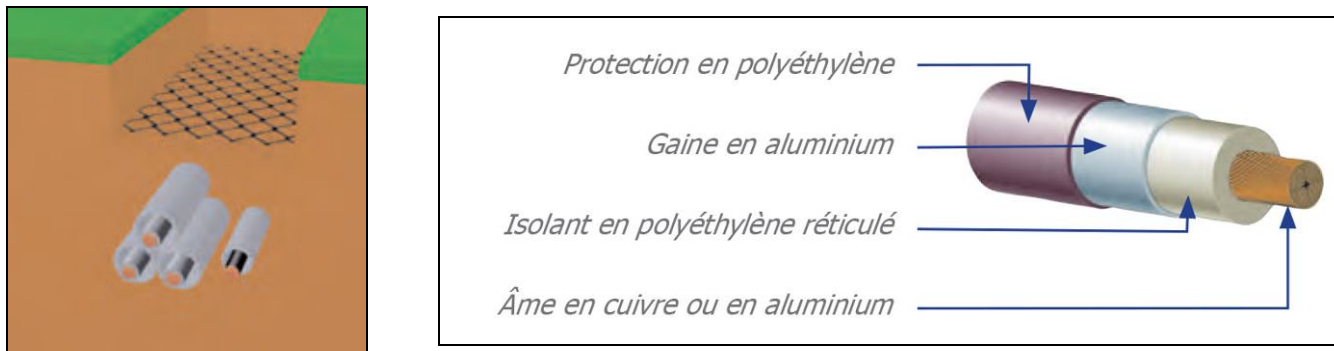 Protection en polyéthylène
Gaine en aluminium
Isolant en polyéthylène réticulé
Âme en cuivre ou en aluminium